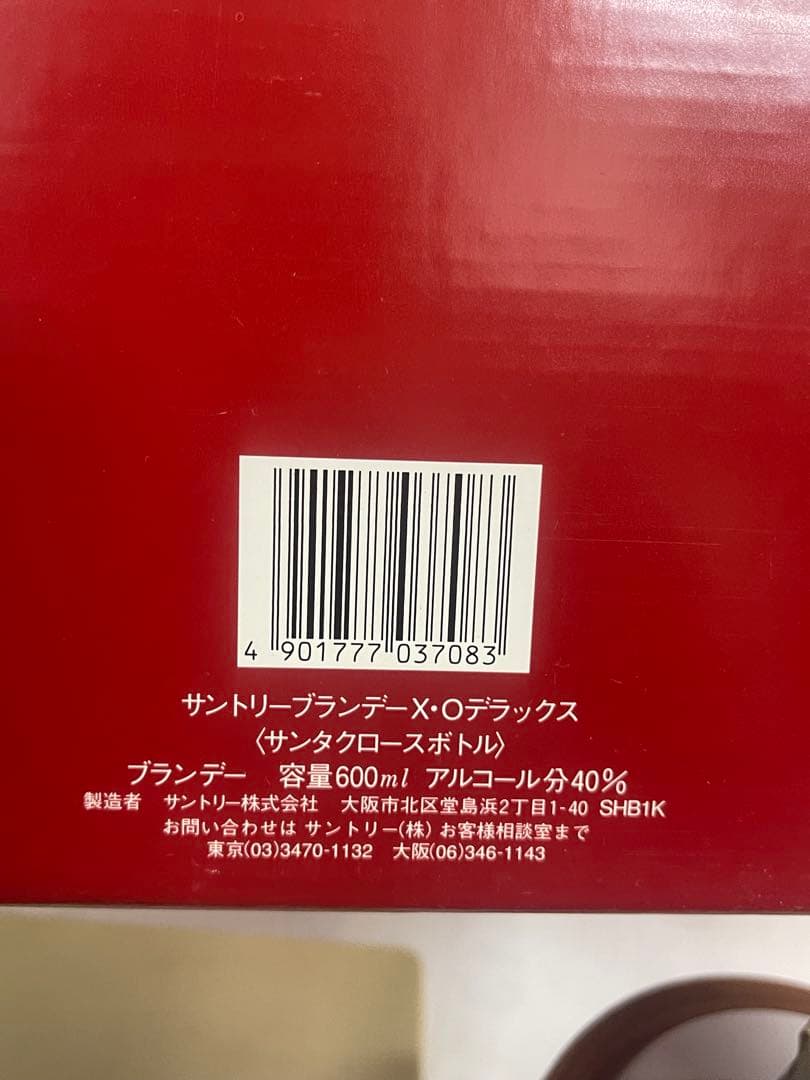 4 901777 037083
サントリーブランデーX・Oデラックス
〈サンタクロースボトル〉
ブランデー 容量600ml アルコール分40%
製造者 サントリー株式会社 大阪市北区堂島浜2丁目1-40 SHB1K
お問い合わせは サントリー(株) お客様相談室まで
東京(03)3470-1132 大阪(06)346-1143